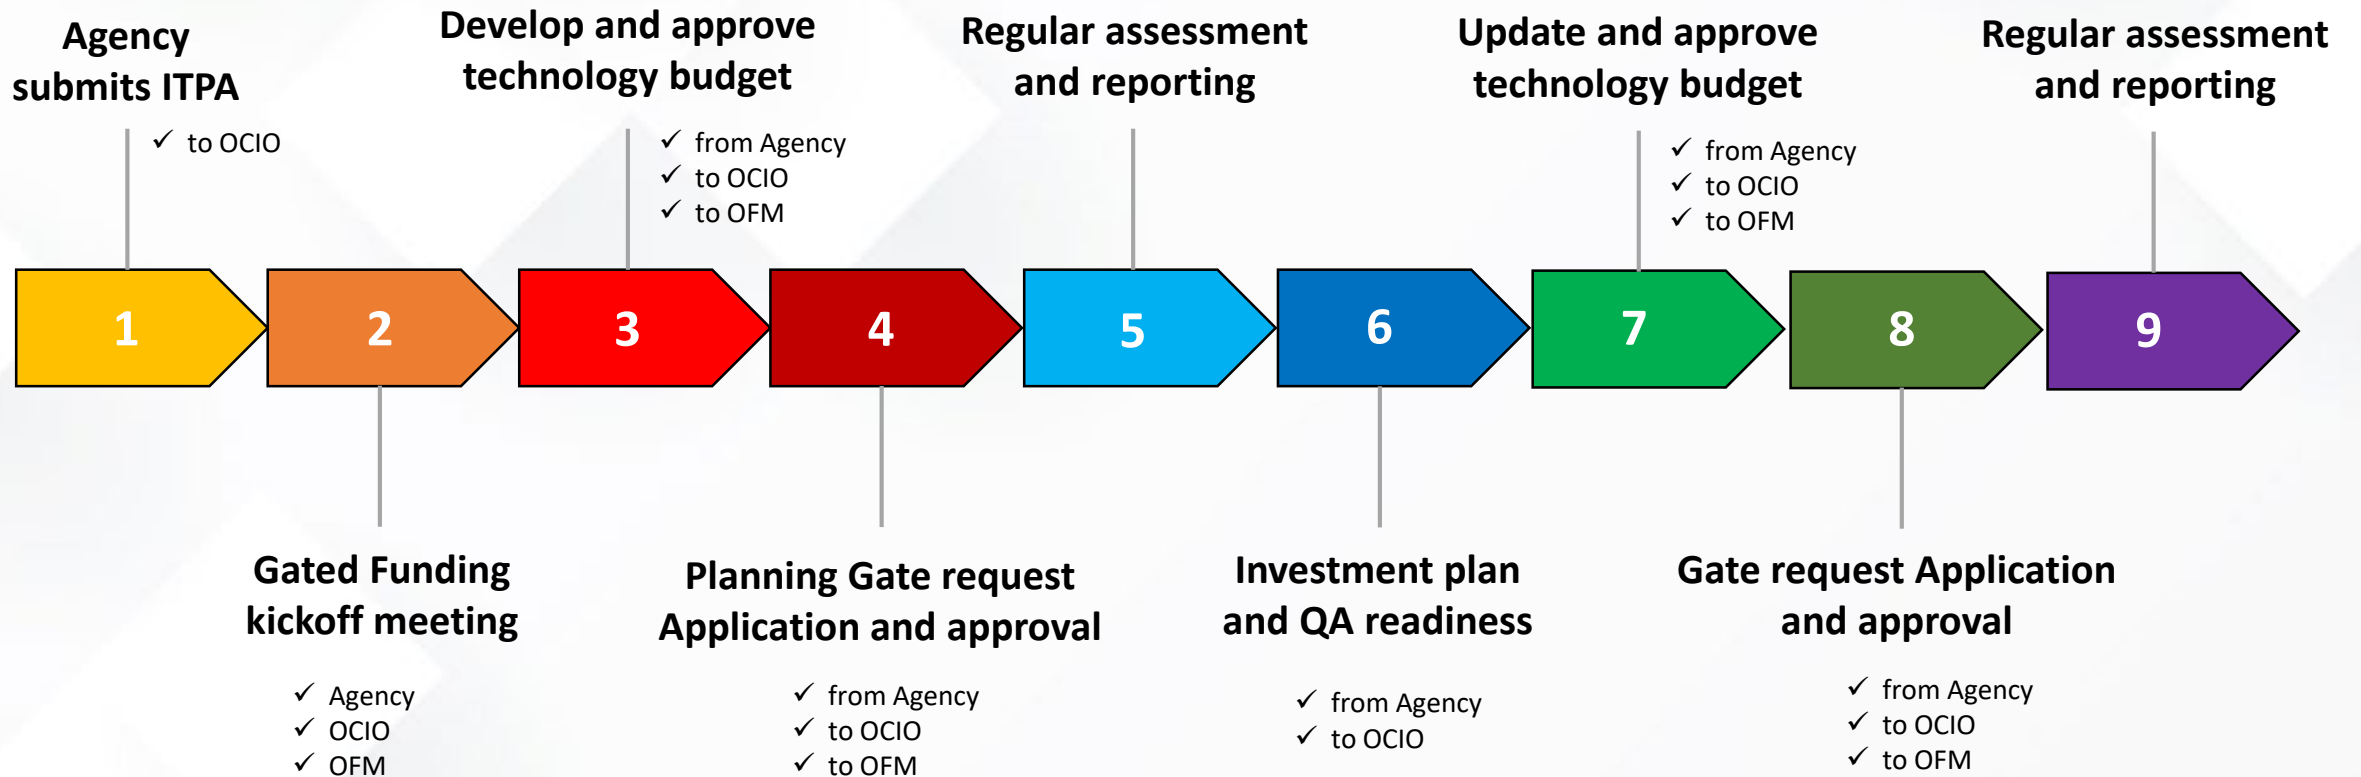 Agency
submits ITPA
✓ to OCIO
Develop and approve
technology budget
✓ from Agency
✓ to OCIO
✓ to OFM
Regular assessment
and reporting
Update and approve
technology budget
✓ from Agency
✓ to OCIO
✓ to OFM
Regular assessment
and reporting
1
2
3
4
5
6
7
8
9
Gated Funding
kickoff meeting
✓ Agency
✓ OCIO
✓ OFM
Planning Gate request
Application and approval
✓ from Agency
✓ to OCIO
✓ to OFM
Investment plan
and QA readiness
✓ from Agency
✓ to OCIO
Gate request Application
and approval
✓ from Agency
✓ to OCIO
✓ to OFM